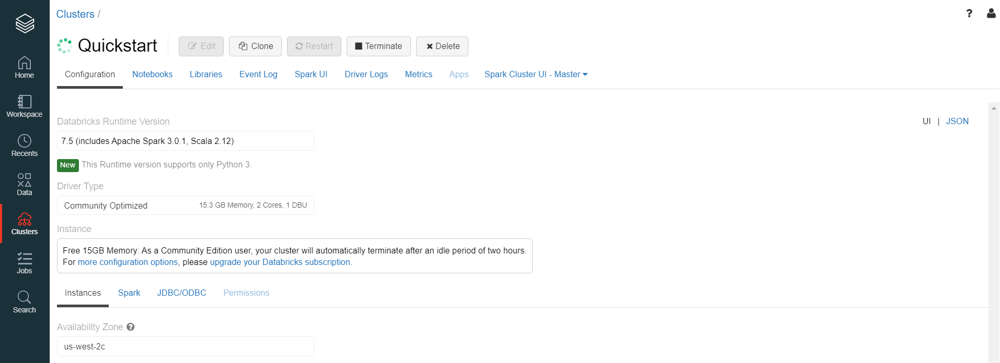 Clusters /
Quickstart
Edit
Clone
Restart
Terminate
Delete
Configuration
Notebooks
Libraries
Event Log
Spark UI
Driver Logs
Metrics
Apps
Spark Cluster UI - Master
Home
Workspace
Recents
Data
Clusters
Jobs
Search
Databricks Runtime Version
UI | JSON
7.5 (includes Apache Spark 3.0.1, Scala 2.12)
New This Runtime version supports only Python 3.
Driver Type
Community Optimized 15.3 GB Memory, 2 Cores, 1 DBU
Instance
Free 15GB Memory: As a Community Edition user, your cluster will automatically terminate after an idle period of two hours.
For more configuration options, please upgrade your Databricks subscription.
Instances
Spark
JDBC/ODBC
Permissions
Availability Zone ?
us-west-2c